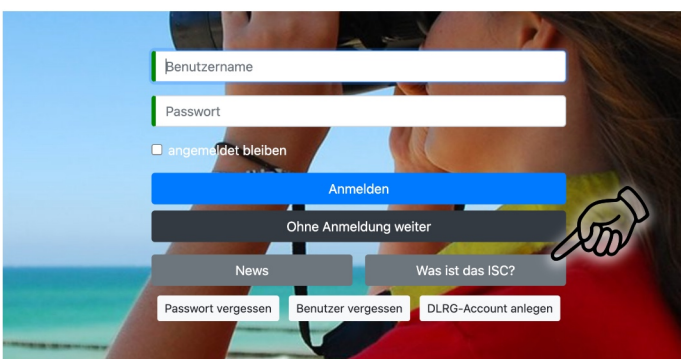 Benutzername
Passwort
angemeldet bleiben
Anmelden
Ohne Anmeldung weiter
News Was ist das ISC?
Passwort vergessen Benutzer vergessen DLRG-Account anlegen